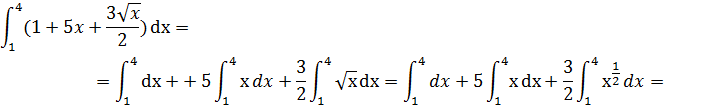 ∫₁⁴(1 + 5x + 3√x/2) dx =
= ∫₁⁴ dx + + 5 ∫₁⁴ x dx + 3/2 ∫₁⁴ √x dx = ∫₁⁴ dx + 5 ∫₁⁴ x dx + 3/2 ∫₁⁴ x^(1/2) dx =